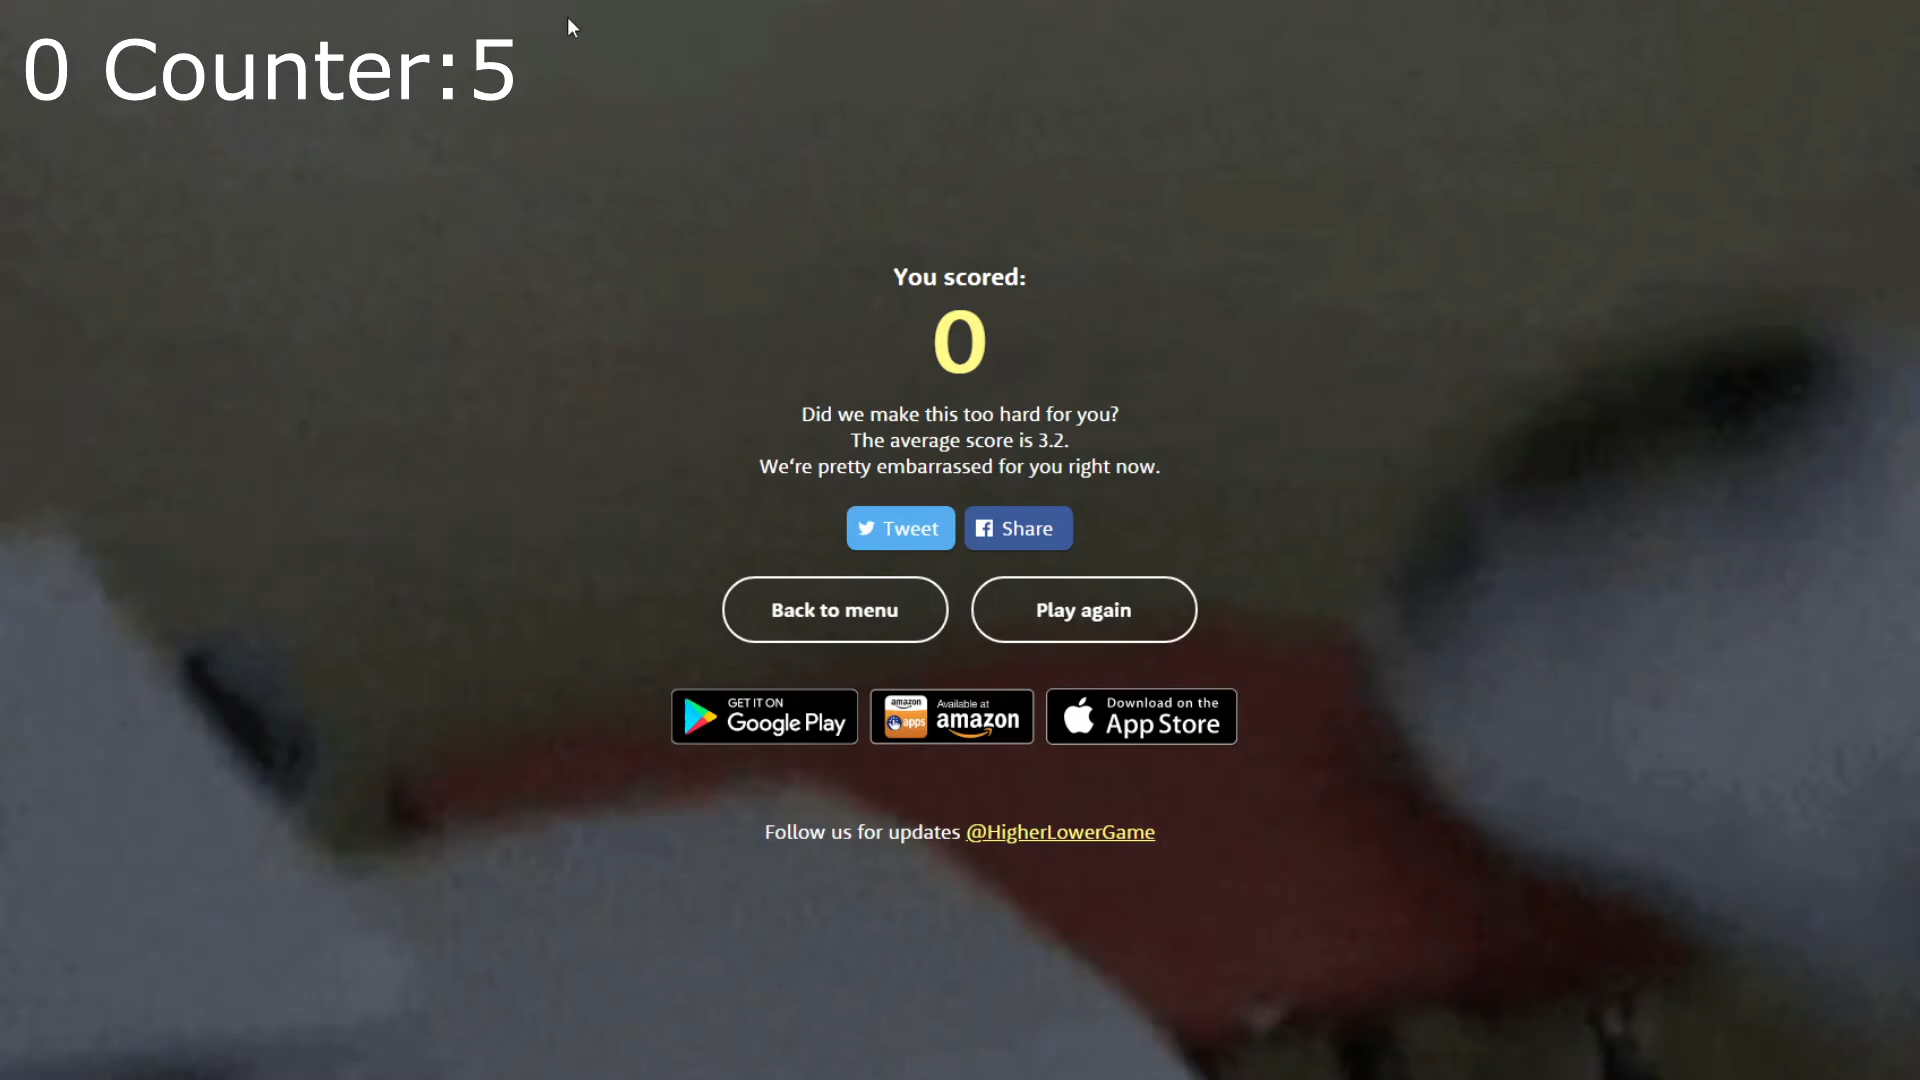 0 Counter:5
You scored:
0
Did we make this too hard for you?
The average score is 3.2.
We‘re pretty embarrassed for you right now.
Tweet Share
Back to menu Play again
GET IT ON Google Play
amazon apps Available at amazon
Download on the App Store
Follow us for updates @HigherLowerGame